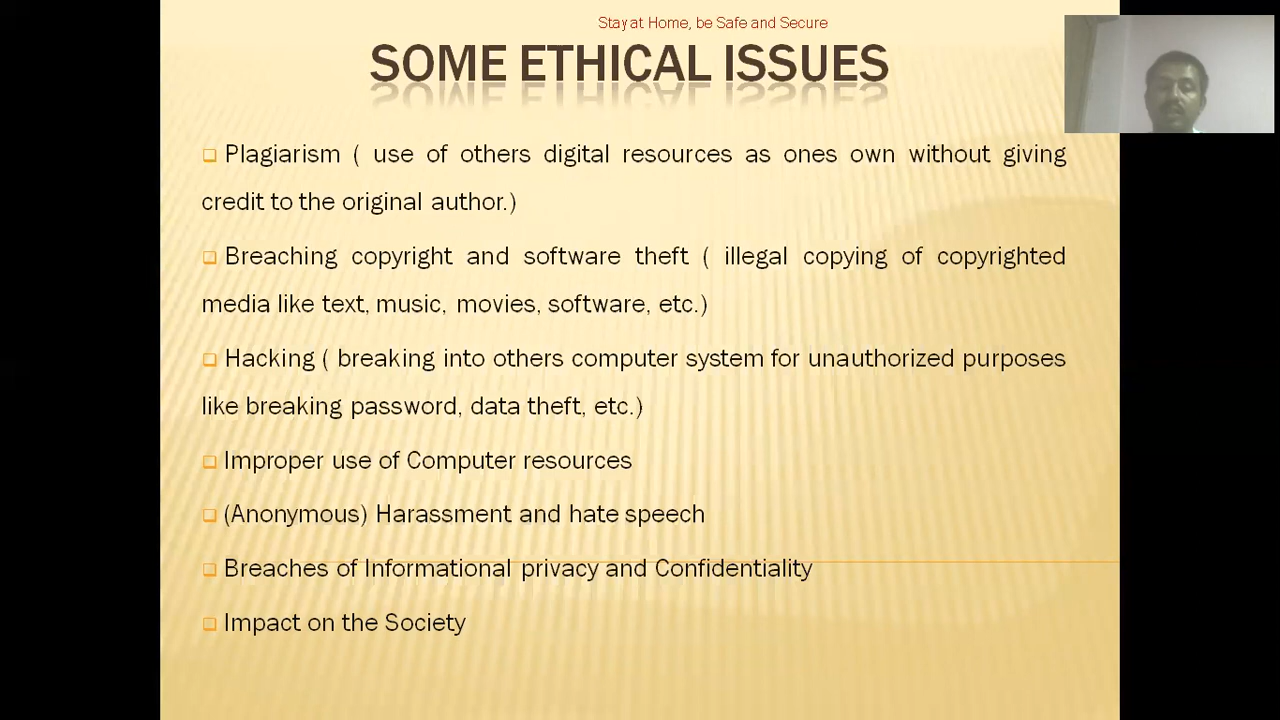 Stay at Home, be Safe and Secure
SOME ETHICAL ISSUES
Plagiarism ( use of others digital resources as ones own without giving
credit to the original author.)
Breaching copyright and software theft ( illegal copying of copyrighted
media like text, music, movies, software, etc.)
Hacking ( breaking into others computer system for unauthorized purposes
like breaking password, data theft, etc.)
Improper use of Computer resources
(Anonymous) Harassment and hate speech
Breaches of Informational privacy and Confidentiality
Impact on the Society